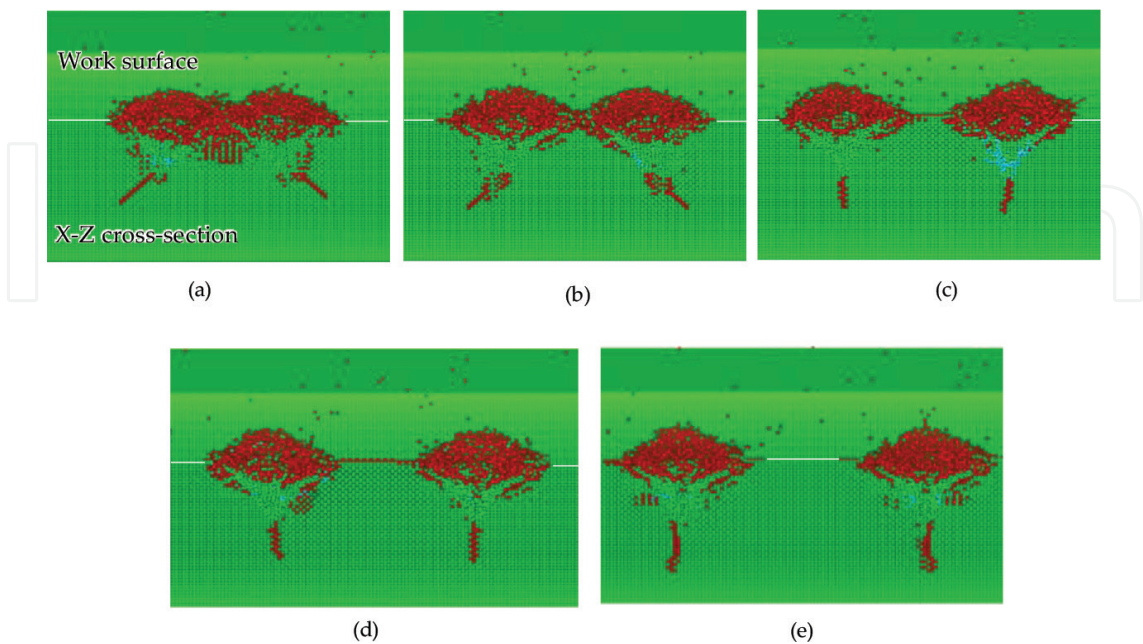 Work surface
X-Z cross-section
(a)
(b)
(c)
(d)
(e)